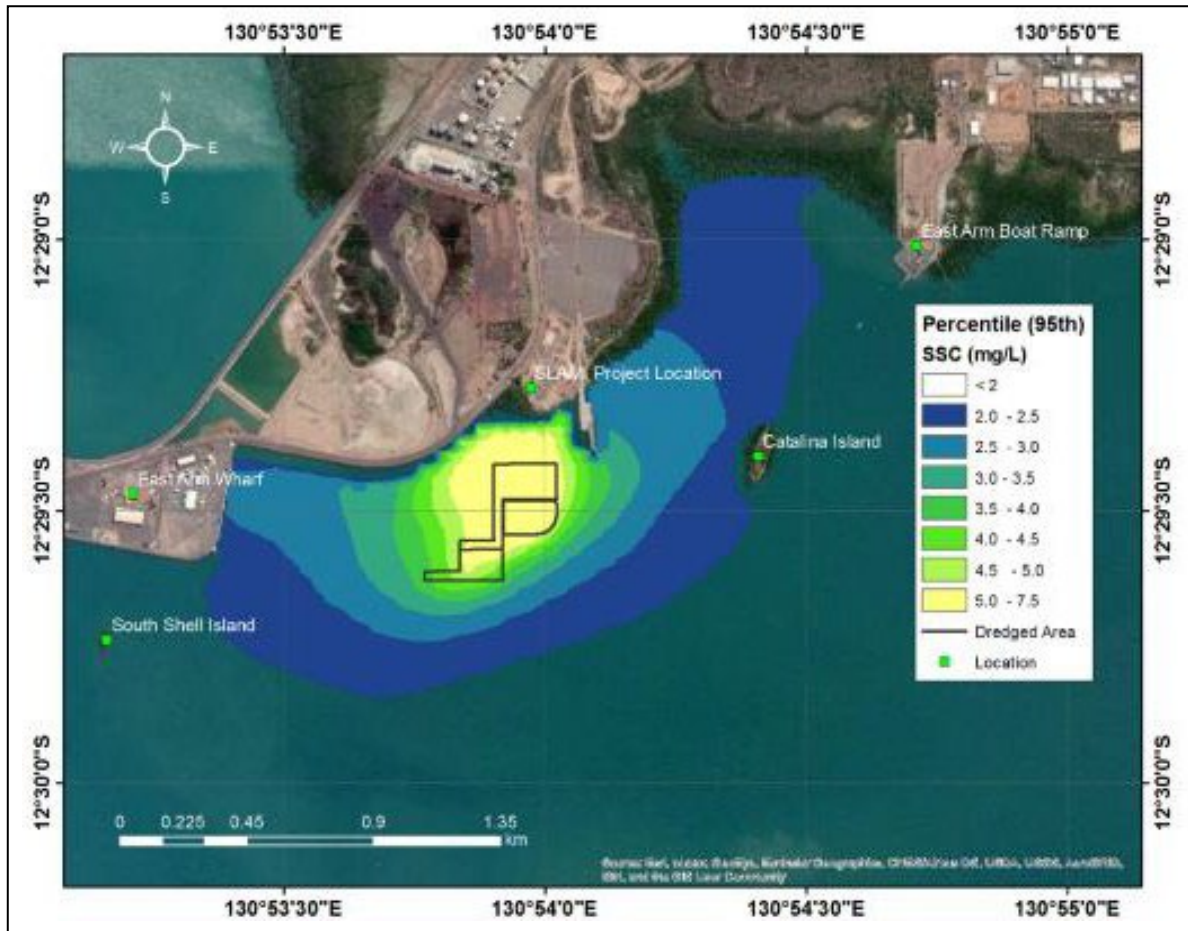 130°53'30"E 130°54'0"E 130°54'30"E 130°55'0"E
N
W E
S
12°29'0"S 12°29'0"S
East Arm Boat Ramp
Percentile (95th)
SSC (mg/L)
< 2
2.0 - 2.5
2.5 - 3.0
3.0 - 3.5
3.5 - 4.0
4.0 - 4.5
4.5 - 5.0
5.0 - 7.5
Dredged Area
Location
SLAM Project Location
Catalina Island
East Arm Wharf
12°29'30"S 12°29'30"S
South Shell Island
12°30'0"S 12°30'0"S
0 0.225 0.45 0.9 1.35
km
and the GIS User Community
130°53'30"E 130°54'0"E 130°54'30"E 130°55'0"E